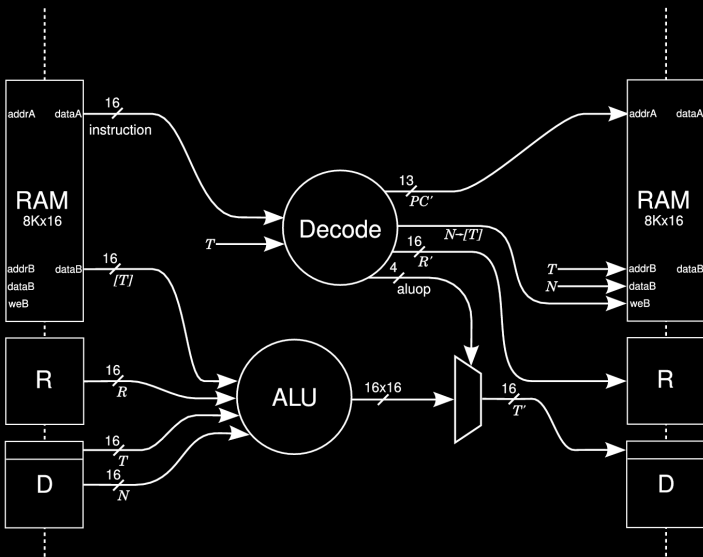 addrA dataA
16
instruction
RAM
8Kx16
addrB dataB
dataB
weB
16
[T]
R
16
R
D
16
T
16
N
Decode
T
13
PC′
N→[T]
16
R′
4
aluop
ALU
16x16
16
T′
addrA dataA
RAM
8Kx16
T
addrB dataB
N
dataB
weB
R
D